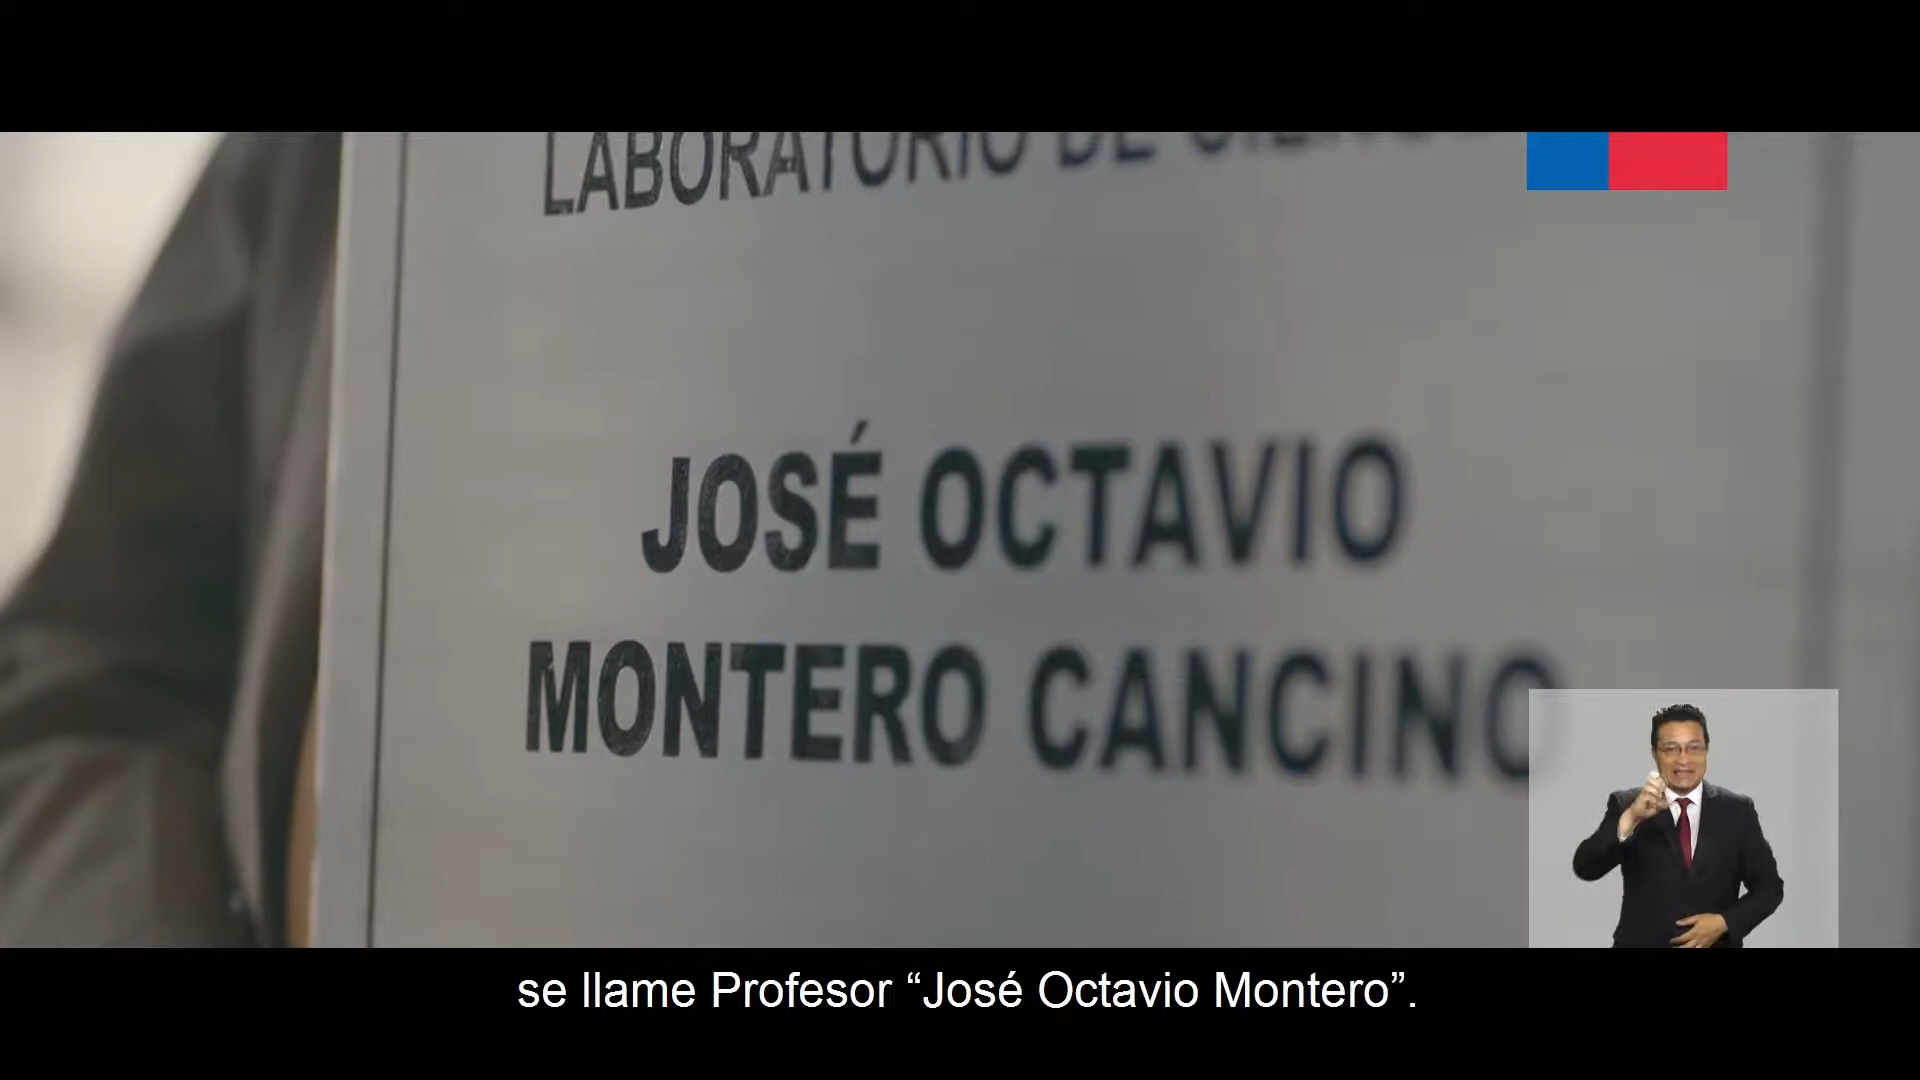 LABORATORIO DE
JOSÉ OCTAVIO
MONTERO CANCINO
se llame Profesor “José Octavio Montero”.